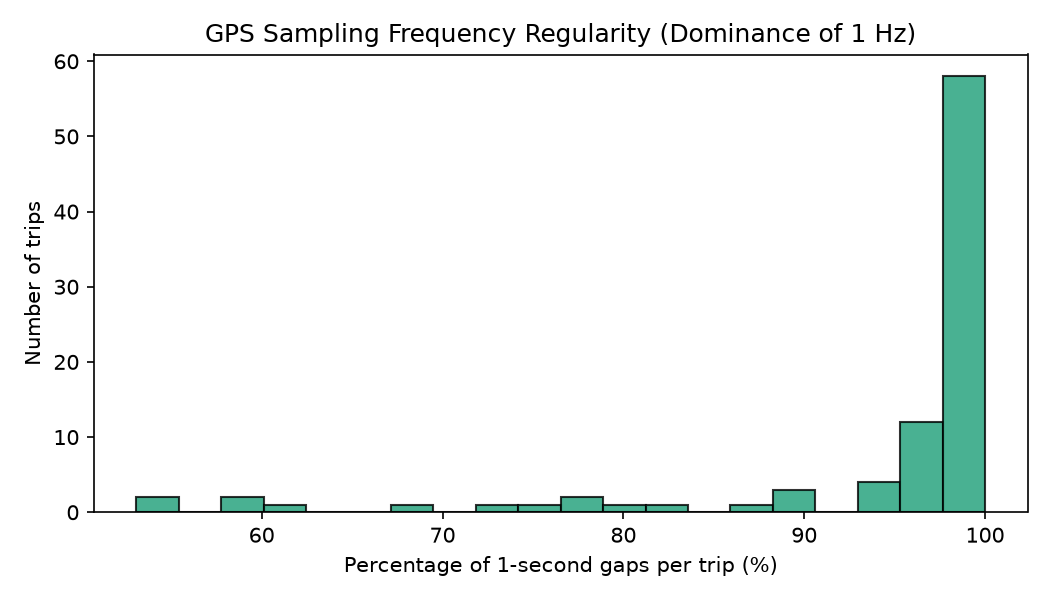 GPS Sampling Frequency Regularity (Dominance of 1 Hz)
60
50
40
30
20
10
0
Number of trips
60 70 80 90 100
Percentage of 1-second gaps per trip (%)